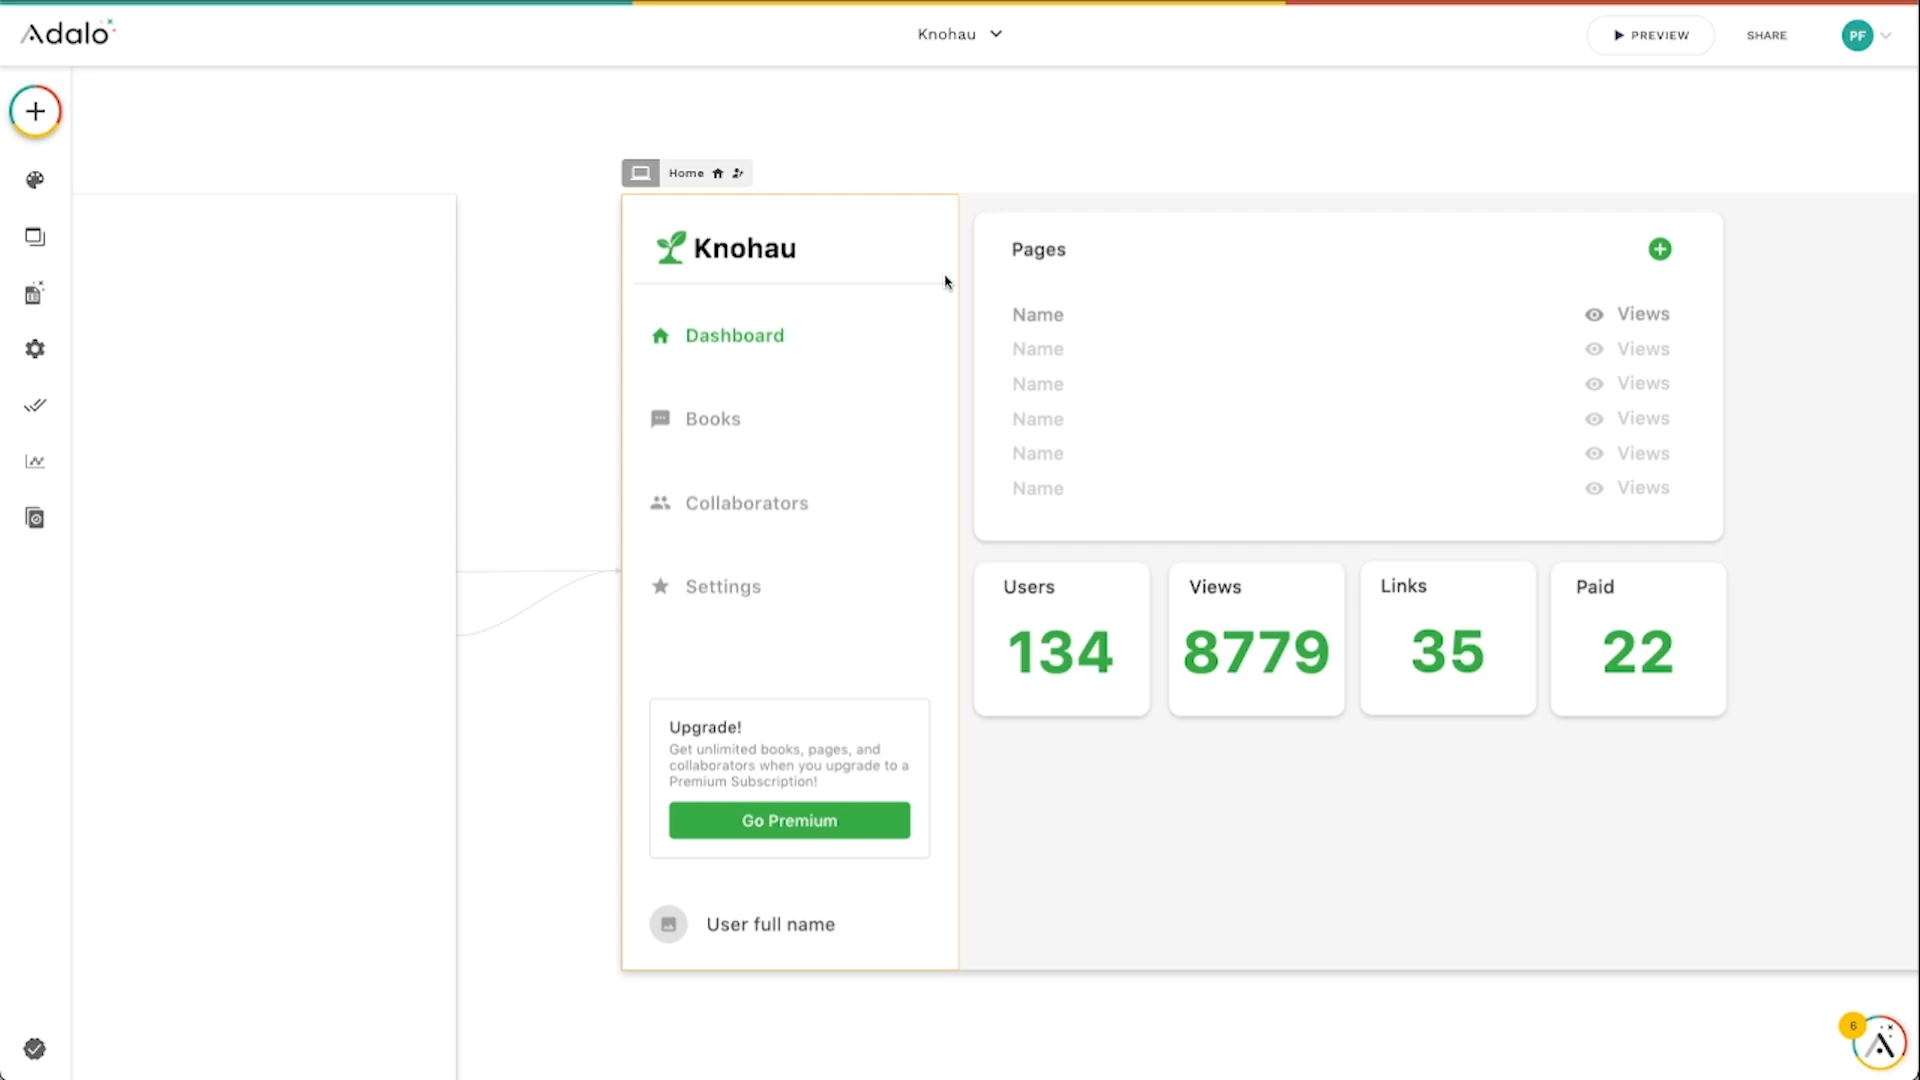 Adalo
Knohau
PREVIEW
SHARE
PF
Home
Knohau
Dashboard
Books
Collaborators
Settings
Upgrade!
Get unlimited books, pages, and
collaborators when you upgrade to a
Premium Subscription!
Go Premium
User full name
Pages
Name Views
Name Views
Name Views
Name Views
Name Views
Name Views
Users
134
Views
8779
Links
35
Paid
22
6